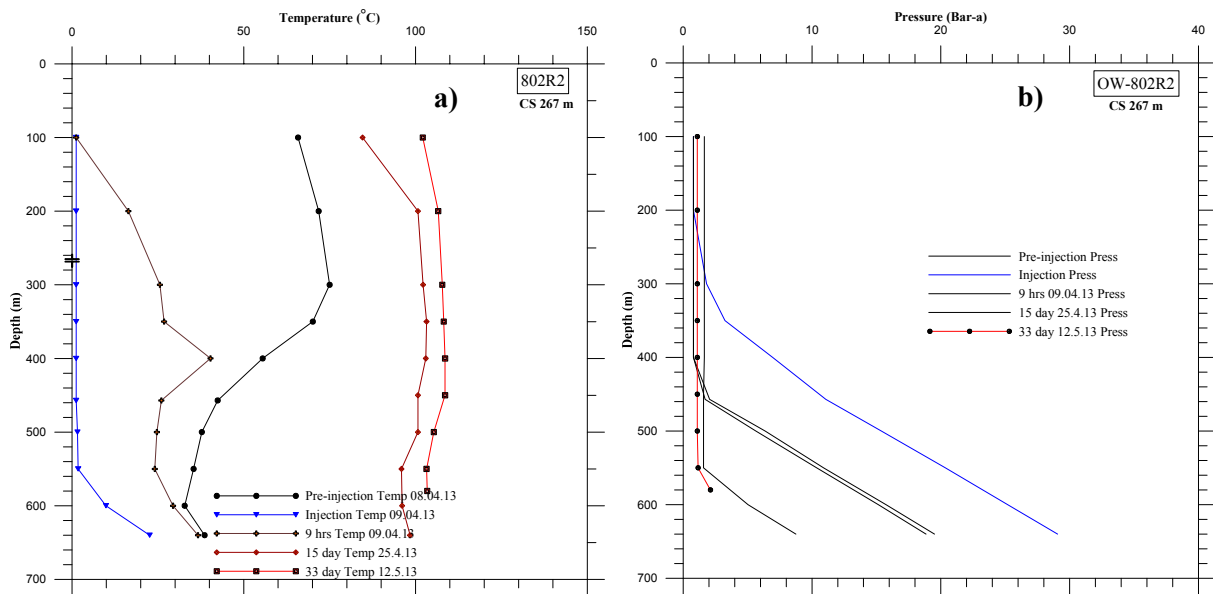 Temperature (°C)
0 50 100 150
0
100
200
300
400
500
600
700
Depth (m)
802R2
CS 267 m
a)
Pre-injection Temp 08.04.13
Injection Temp 09.04.13
9 hrs Temp 09.04.13
15 day Temp 25.4.13
33 day Temp 12.5.13
Pressure (Bar-a)
0 10 20 30 40
0
100
200
300
400
500
600
700
Depth (m)
b)
OW-802R2
CS 267 m
Pre-injection Press
Injection Press
9 hrs 09.04.13 Press
15 day 25.4.13 Press
33 day 12.5.13 Press